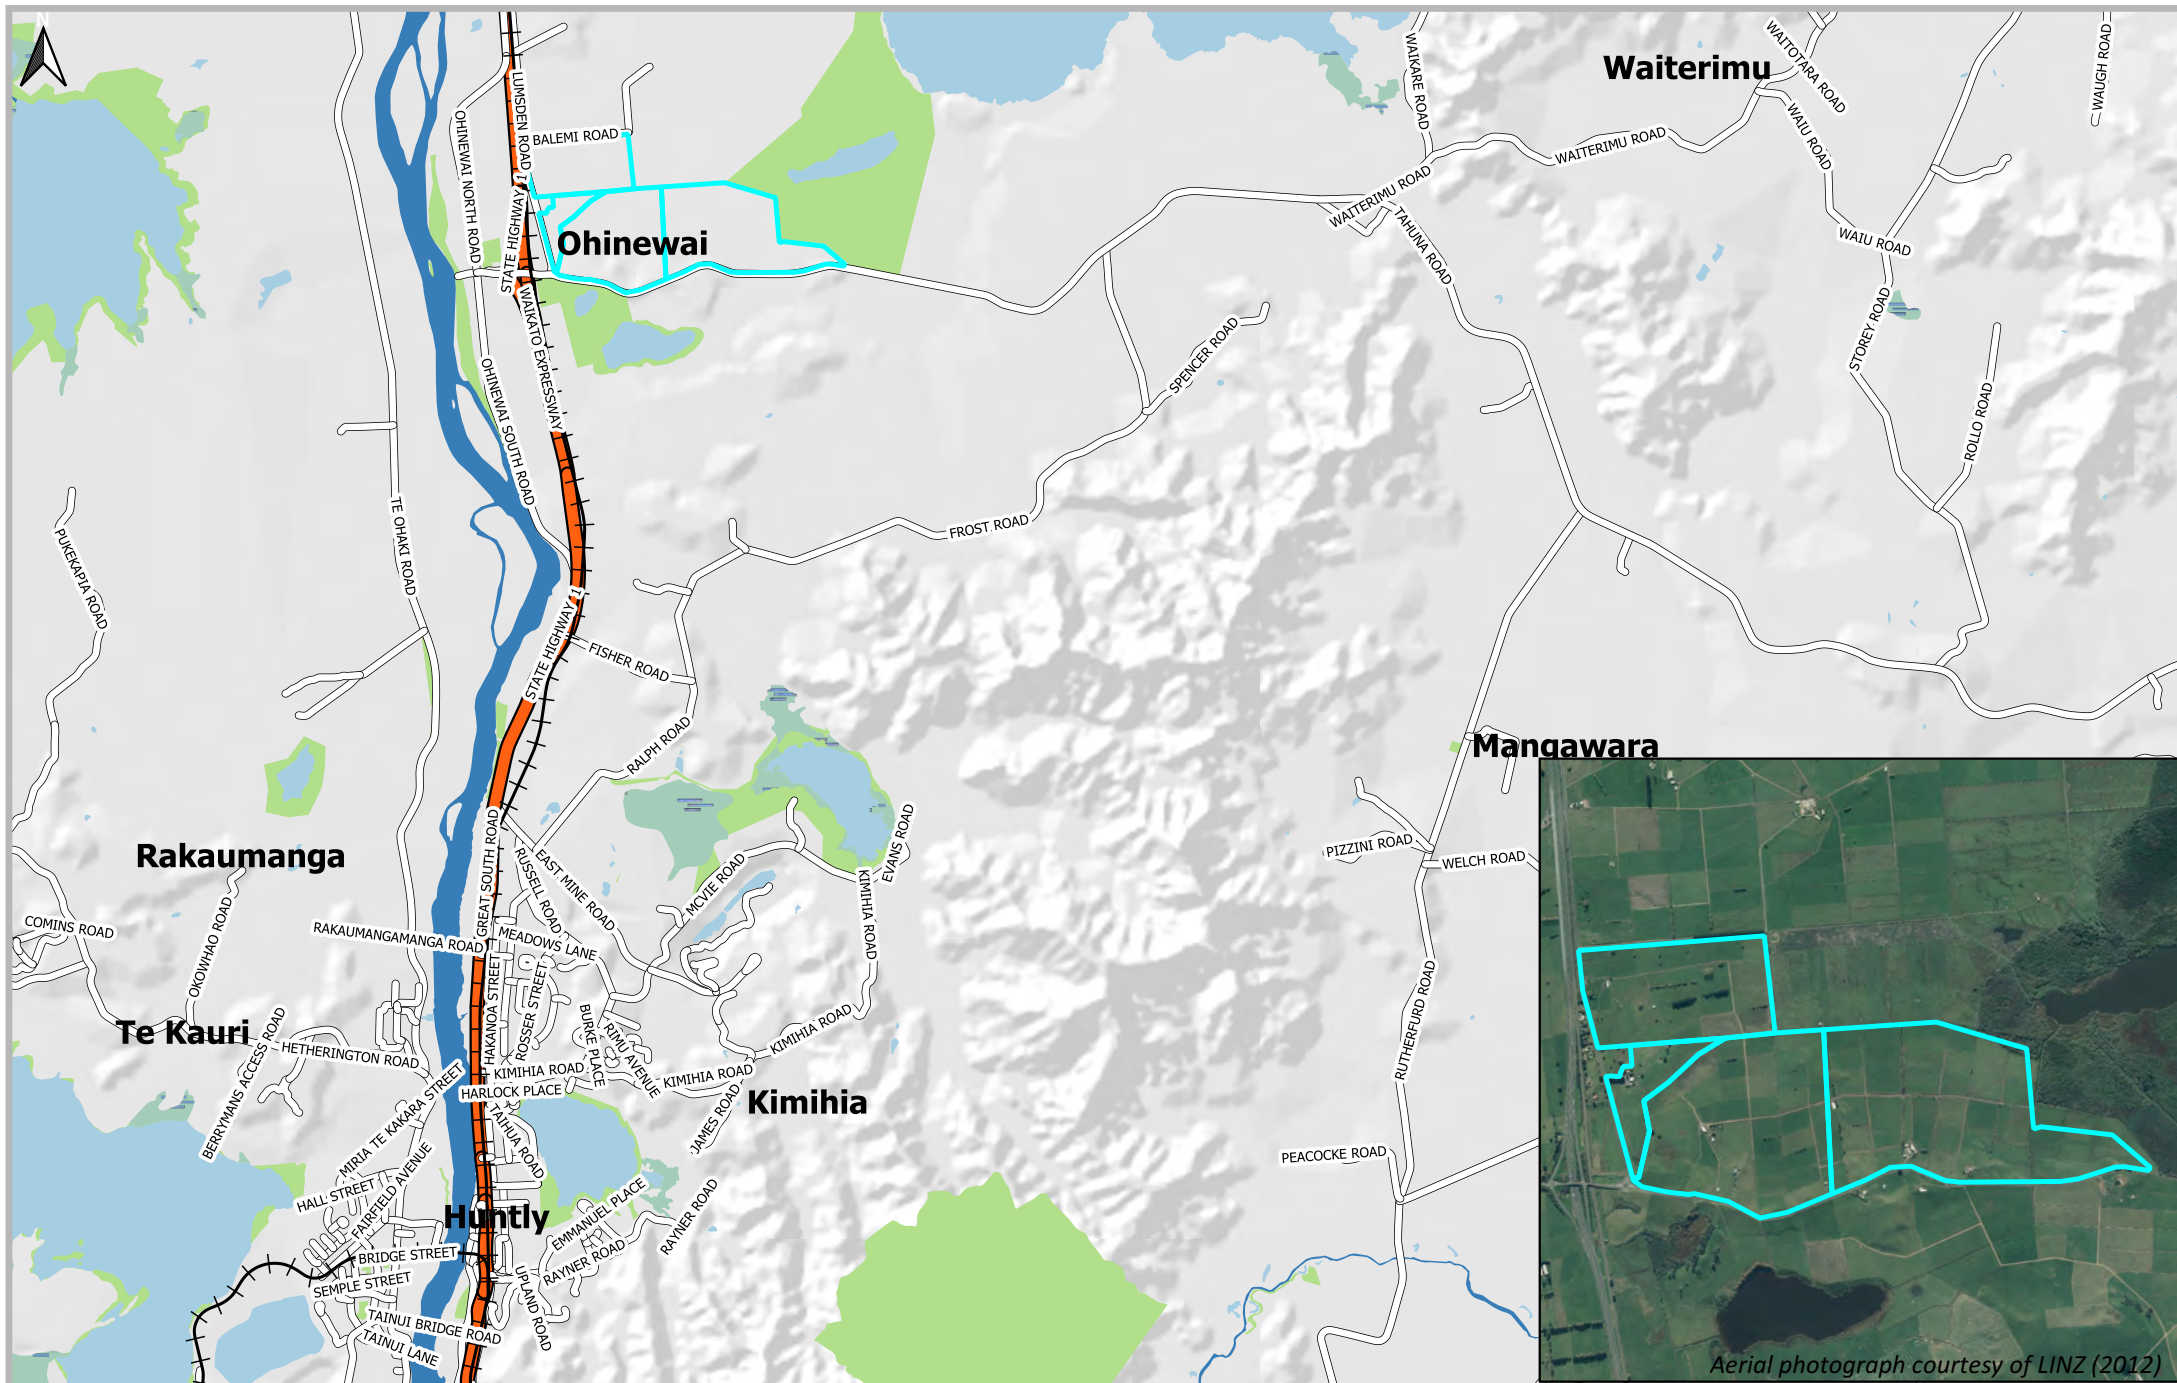 N
Waiterimu
WAITOTARA ROAD
WAUGH ROAD
WAIKARE ROAD
LUMSDEN ROAD
OHINEWAI NORTH ROAD
BALEMI ROAD
WAITERIMU ROAD
WAIU ROAD
WAITERIMU ROAD
STATE HIGHWAY 1
Ohinewai
TAHUNA ROAD
WAIU ROAD
WAIKATO EXPRESSWAY
STOREY ROAD
SPENCER ROAD
OHINEWAI SOUTH ROAD
ROLLO ROAD
TE OHAKI ROAD
FROST ROAD
PUKEKAPIA ROAD
STATE HIGHWAY 1
FISHER ROAD
RALPH ROAD
Mangawara
Rakaumanga
GREAT SOUTH ROAD
RUSSELL ROAD
EAST MINE ROAD
MCVIE ROAD
EVANS ROAD
KIMIHIA ROAD
PIZZINI ROAD
WELCH ROAD
COMINS ROAD
OKOWHAO ROAD
RAKAUMANGAMANGA ROAD
MEADOWS LANE
HAKANOA STREET
ROSSER STREET
RUTHERFURD ROAD
Te Kauri
BERRYMANS ACCESS ROAD
HETHERINGTON ROAD
BURKE PLACE
RIMU AVENUE
KIMIHIA ROAD
KIMIHIA ROAD
KIMIHIA ROAD
HARLOCK PLACE
Kimihia
MIRIA TE KAKARA STREET
TAIHUA ROAD
JAMES ROAD
PEACOCKE ROAD
HALL STREET
FAIRFIELD AVENUE
Huntly
EMMANUEL PLACE
RAYNER ROAD
BRIDGE STREET
RAYNER ROAD
SEMPLE STREET
UPLAND ROAD
TAINUI BRIDGE ROAD
TAINUI LANE
Aerial photograph courtesy of LINZ (2012)